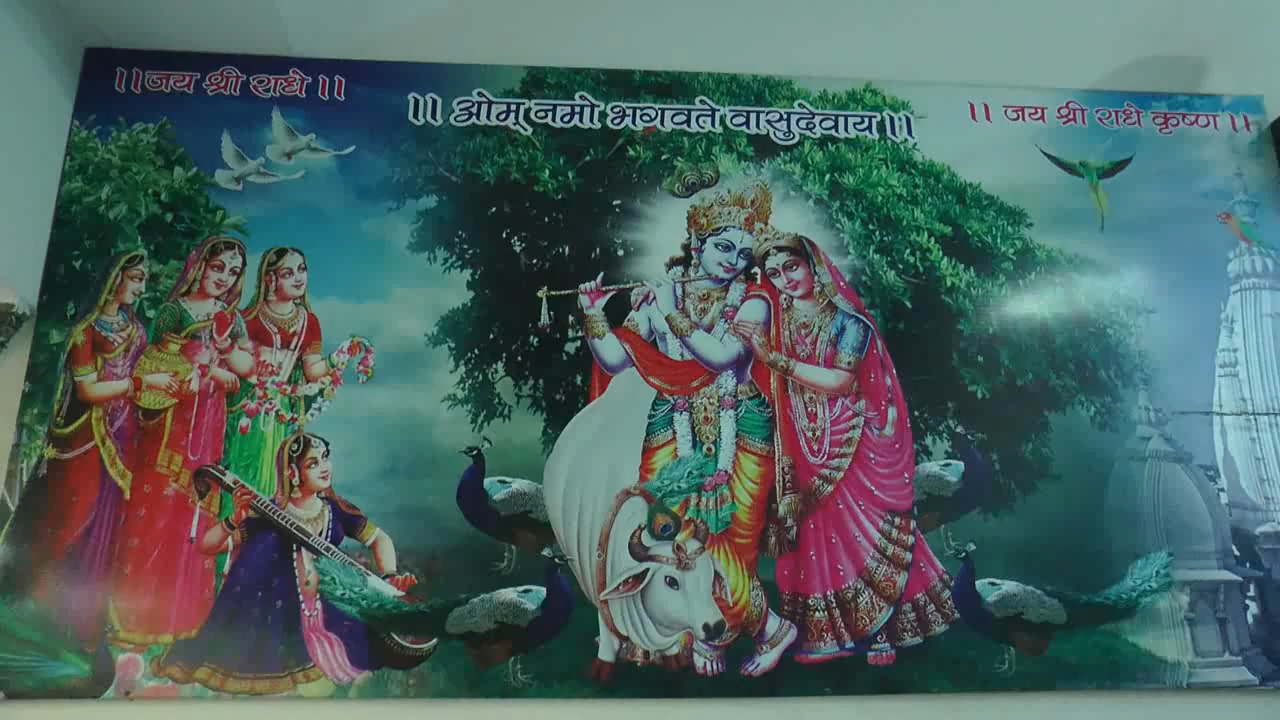 ।। जय श्री राधे ।।
।। ओम् नमो भगवते वासुदेवाय ।।
।। जय श्री राधे कृष्ण ।।